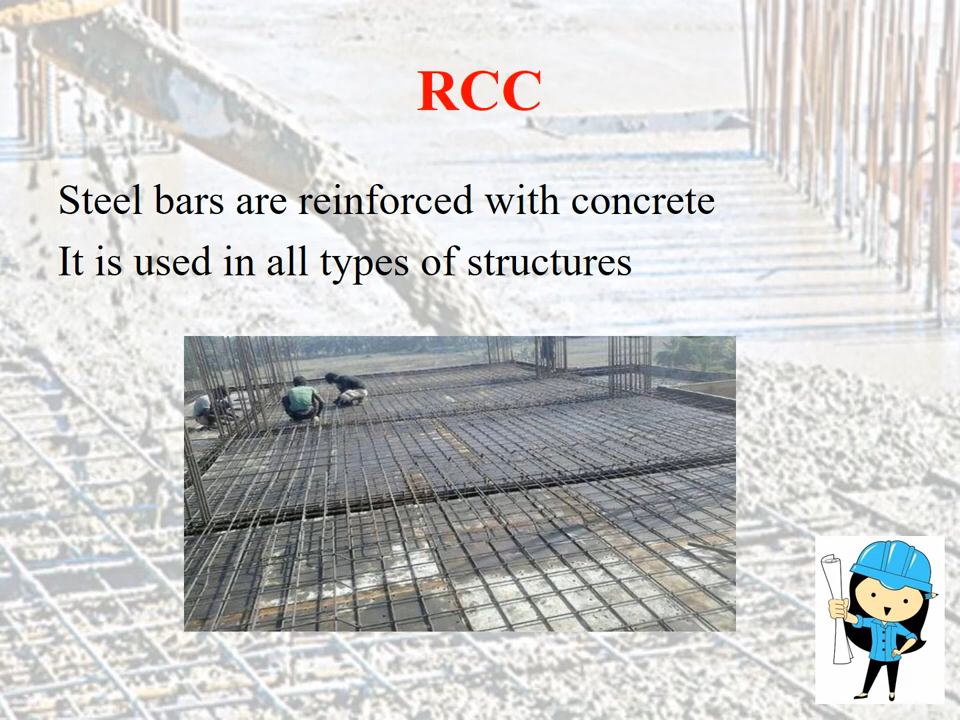 RCC
Steel bars are reinforced with concrete
It is used in all types of structures